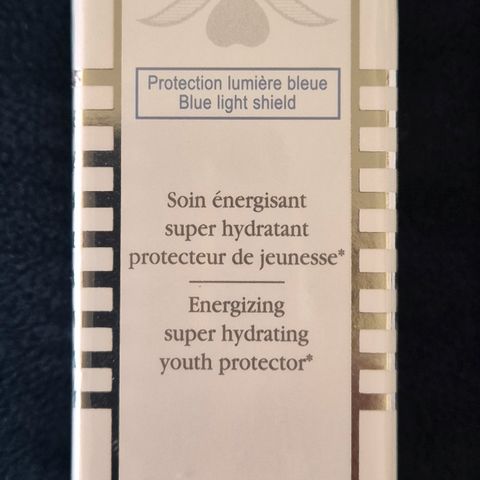 Protection lumière bleue
Blue light shield
Soin énergisant
super hydratant
protecteur de jeunesse*
Energizing
super hydrating
youth protector*